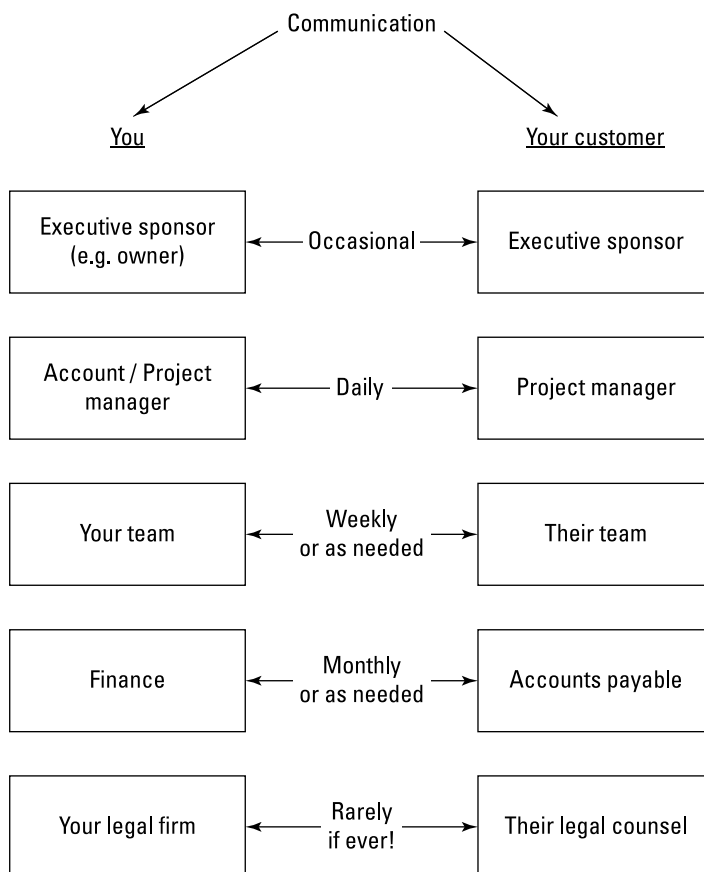 Communication
You
Your customer
Executive sponsor
(e.g. owner)
Occasional
Executive sponsor
Account / Project
manager
Daily
Project manager
Your team
Weekly
or as needed
Their team
Finance
Monthly
or as needed
Accounts payable
Your legal firm
Rarely
if ever!
Their legal counsel